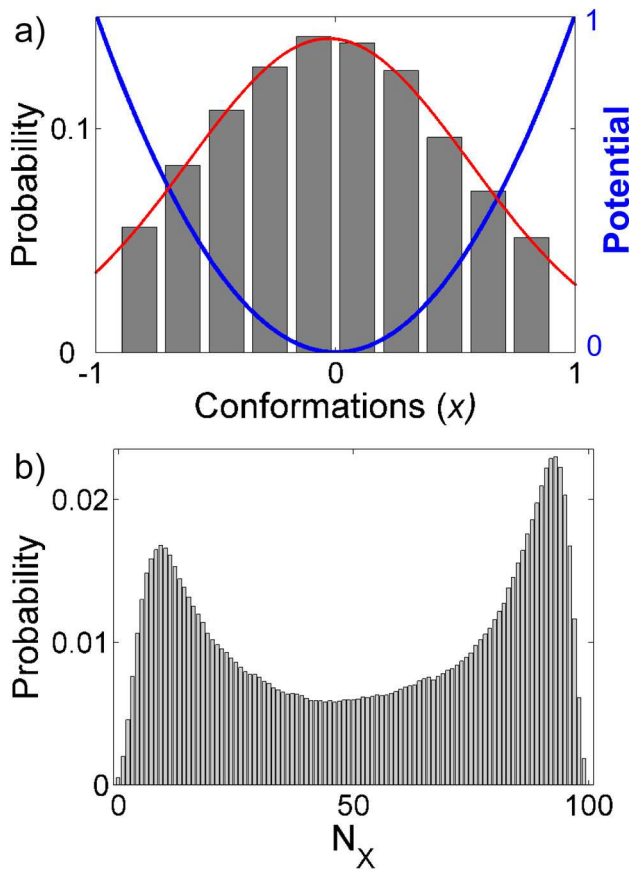 a)
Probability
0.1
0
-1
0
1
Conformations (x)
1
0
Potential
b)
Probability
0.02
0.01
0
0
50
100
N_X